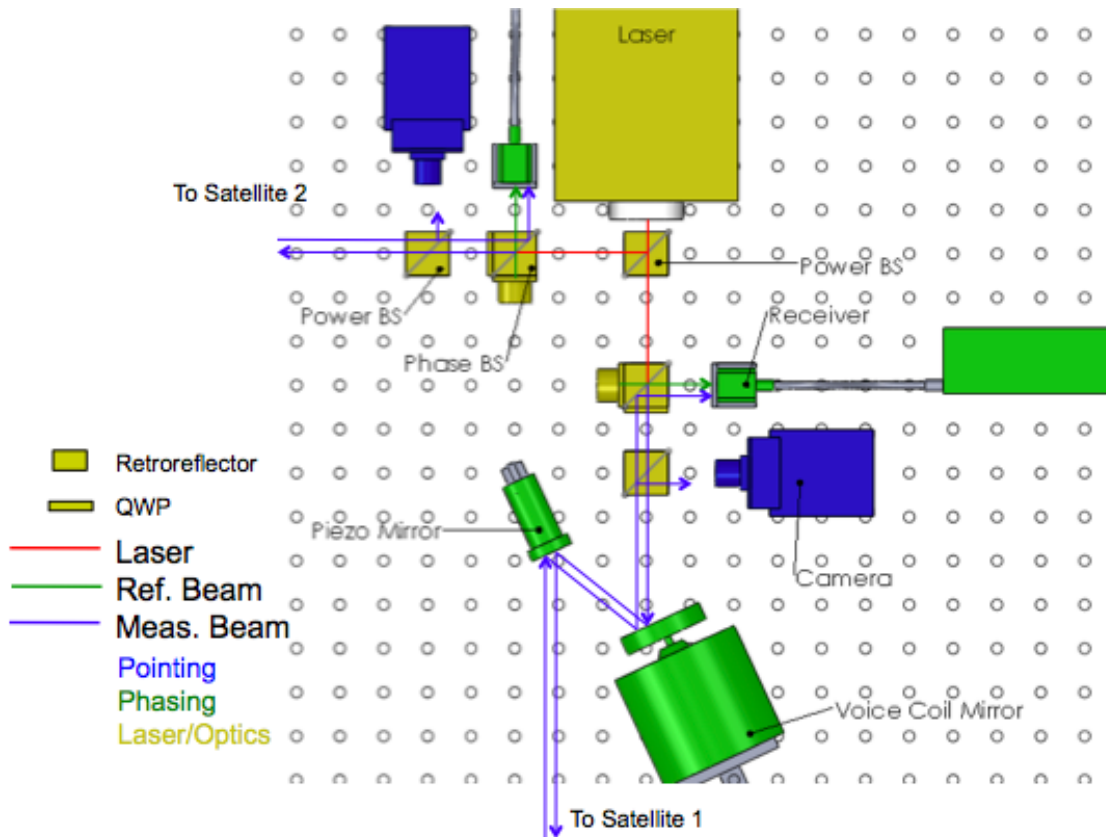 Laser
To Satellite 2
Power BS
Power BS
Receiver
Phase BS
Retroreflector
QWP
Piezo Mirror
Laser
Ref. Beam
Camera
Meas. Beam
Pointing
Phasing
Voice Coil Mirror
Laser/Optics
To Satellite 1